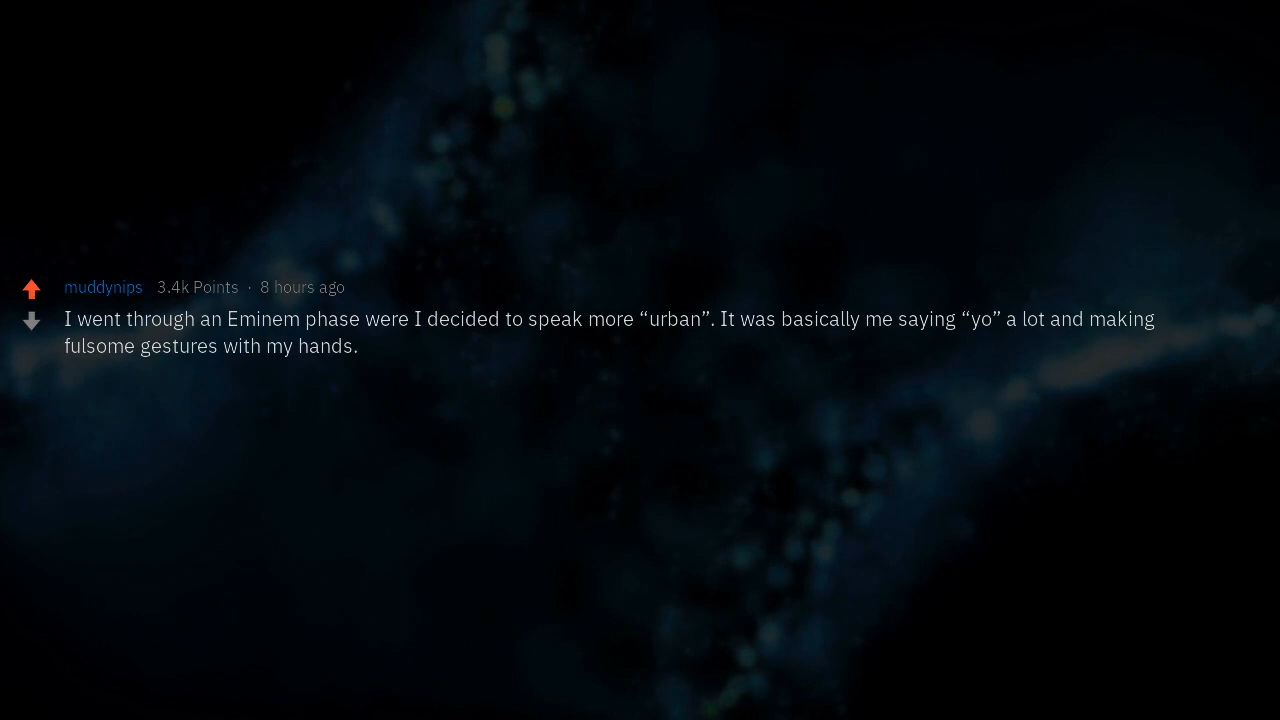 muddynips 3.4k Points · 8 hours ago
I went through an Eminem phase were I decided to speak more “urban”. It was basically me saying “yo” a lot and making
fulsome gestures with my hands.